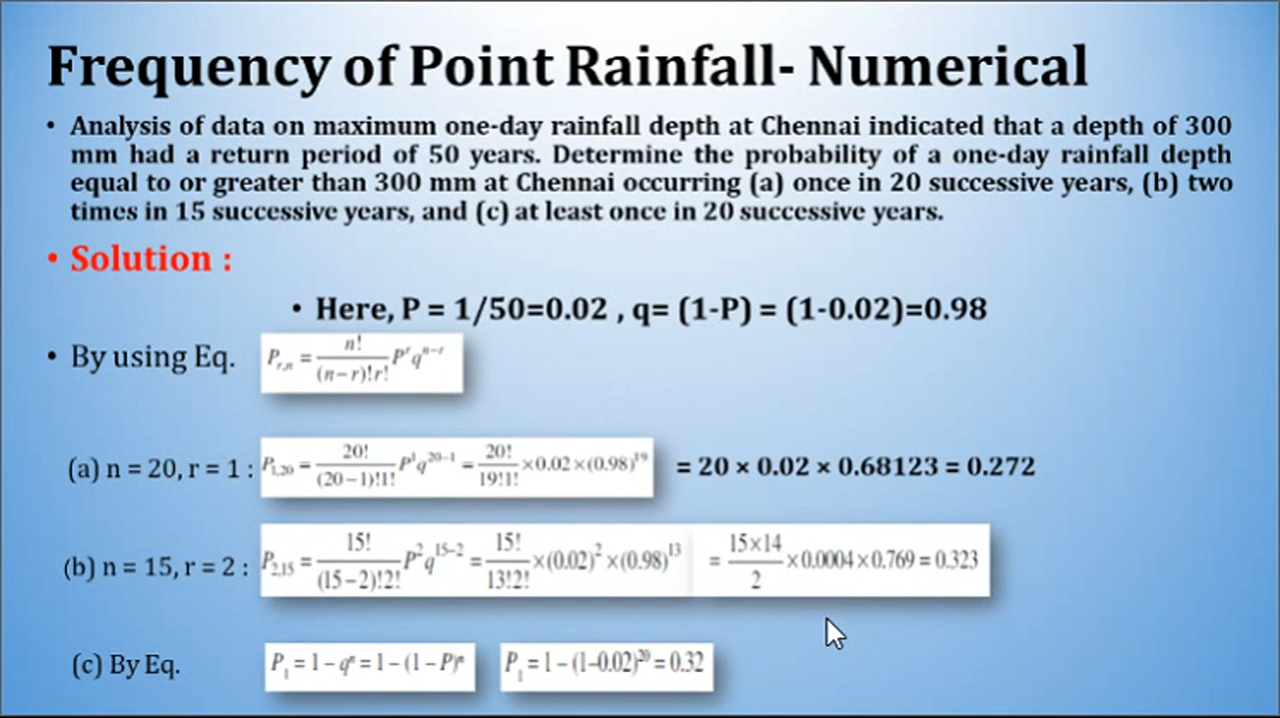 Frequency of Point Rainfall- Numerical
• Analysis of data on maximum one-day rainfall depth at Chennai indicated that a depth of 300
mm had a return period of 50 years. Determine the probability of a one-day rainfall depth
equal to or greater than 300 mm at Chennai occurring (a) once in 20 successive years, (b) two
times in 15 successive years, and (c) at least once in 20 successive years.
• Solution :
• Here, P = 1/50=0.02 , q= (1-P) = (1-0.02)=0.98
• By using Eq. P_{r,n} = \frac{n!}{(n-r)!r!} P^r q^{n-r}
(a) n = 20, r = 1 : P_{1,20} = \frac{20!}{(20-1)!1!} P^1 q^{20-1} = \frac{20!}{19!1!} ×0.02×(0.98)^{19} = 20 × 0.02 × 0.68123 = 0.272
(b) n = 15, r = 2 : P_{2,15} = \frac{15!}{(15-2)!2!} P^2 q^{15-2} = \frac{15!}{13!2!} ×(0.02)^2 ×(0.98)^{13} = \frac{15×14}{2} ×0.0004×0.769 = 0.323
(c) By Eq. P_1 = 1 - q^n = 1 - (1 - P)^n P_1 = 1 - (1-0.02)^{20} = 0.32